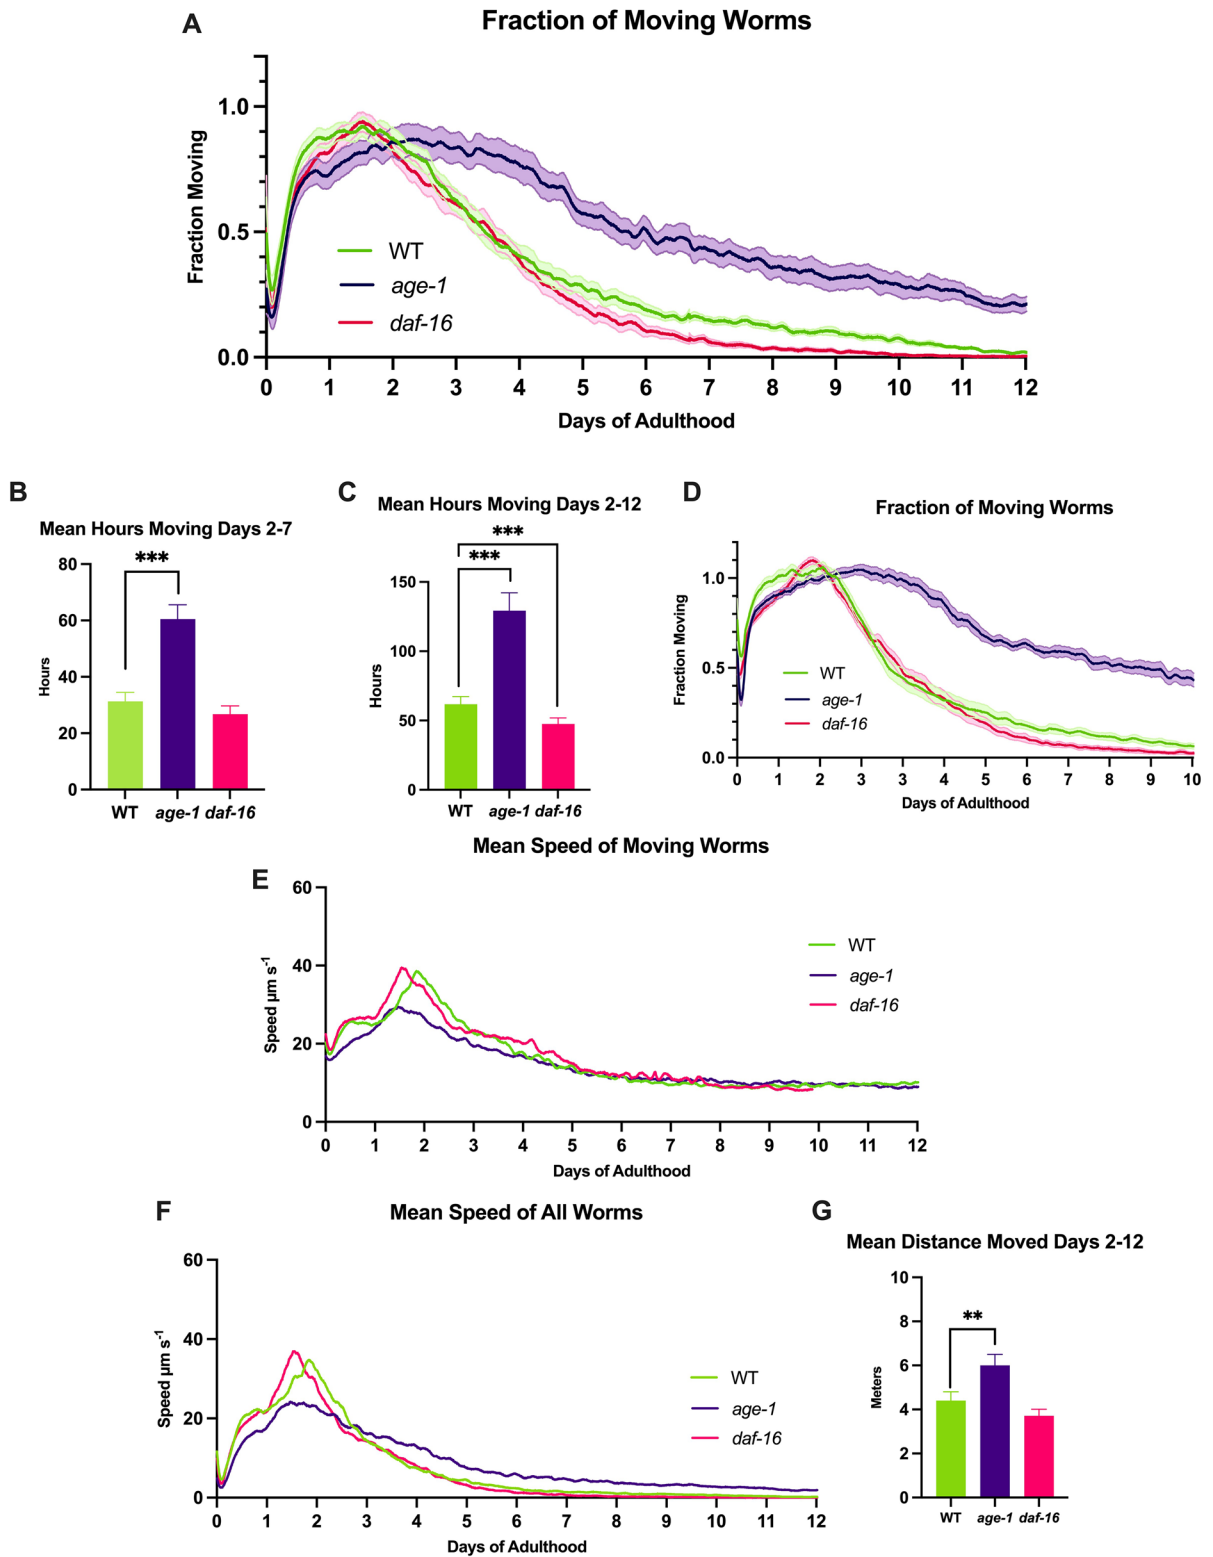 A
Fraction of Moving Worms
Fraction Moving
1.0
0.5
0.0
WT
age-1
daf-16
0 1 2 3 4 5 6 7 8 9 10 11 12
Days of Adulthood
B
Mean Hours Moving Days 2-7
Hours
80
60
40
20
0
***
WT age-1 daf-16
C
Mean Hours Moving Days 2-12
Hours
150
100
50
0
***
***
WT age-1 daf-16
D
Fraction of Moving Worms
Fraction Moving
1.0
0.5
0.0
WT
age-1
daf-16
0 1 2 3 3 4 5 6 7 8 9 10
Days of Adulthood
E
Mean Speed of Moving Worms
Speed µm s-1
60
40
20
0
WT
age-1
daf-16
0 1 2 3 4 5 6 7 8 9 10 11 12
Days of Adulthood
F
Mean Speed of All Worms
Speed µm s-1
60
40
20
0
WT
age-1
daf-16
0 1 2 3 4 5 6 7 8 9 10 11 12
Days of Adulthood
G
Mean Distance Moved Days 2-12
Meters
10
8
6
4
2
0
**
WT age-1 daf-16